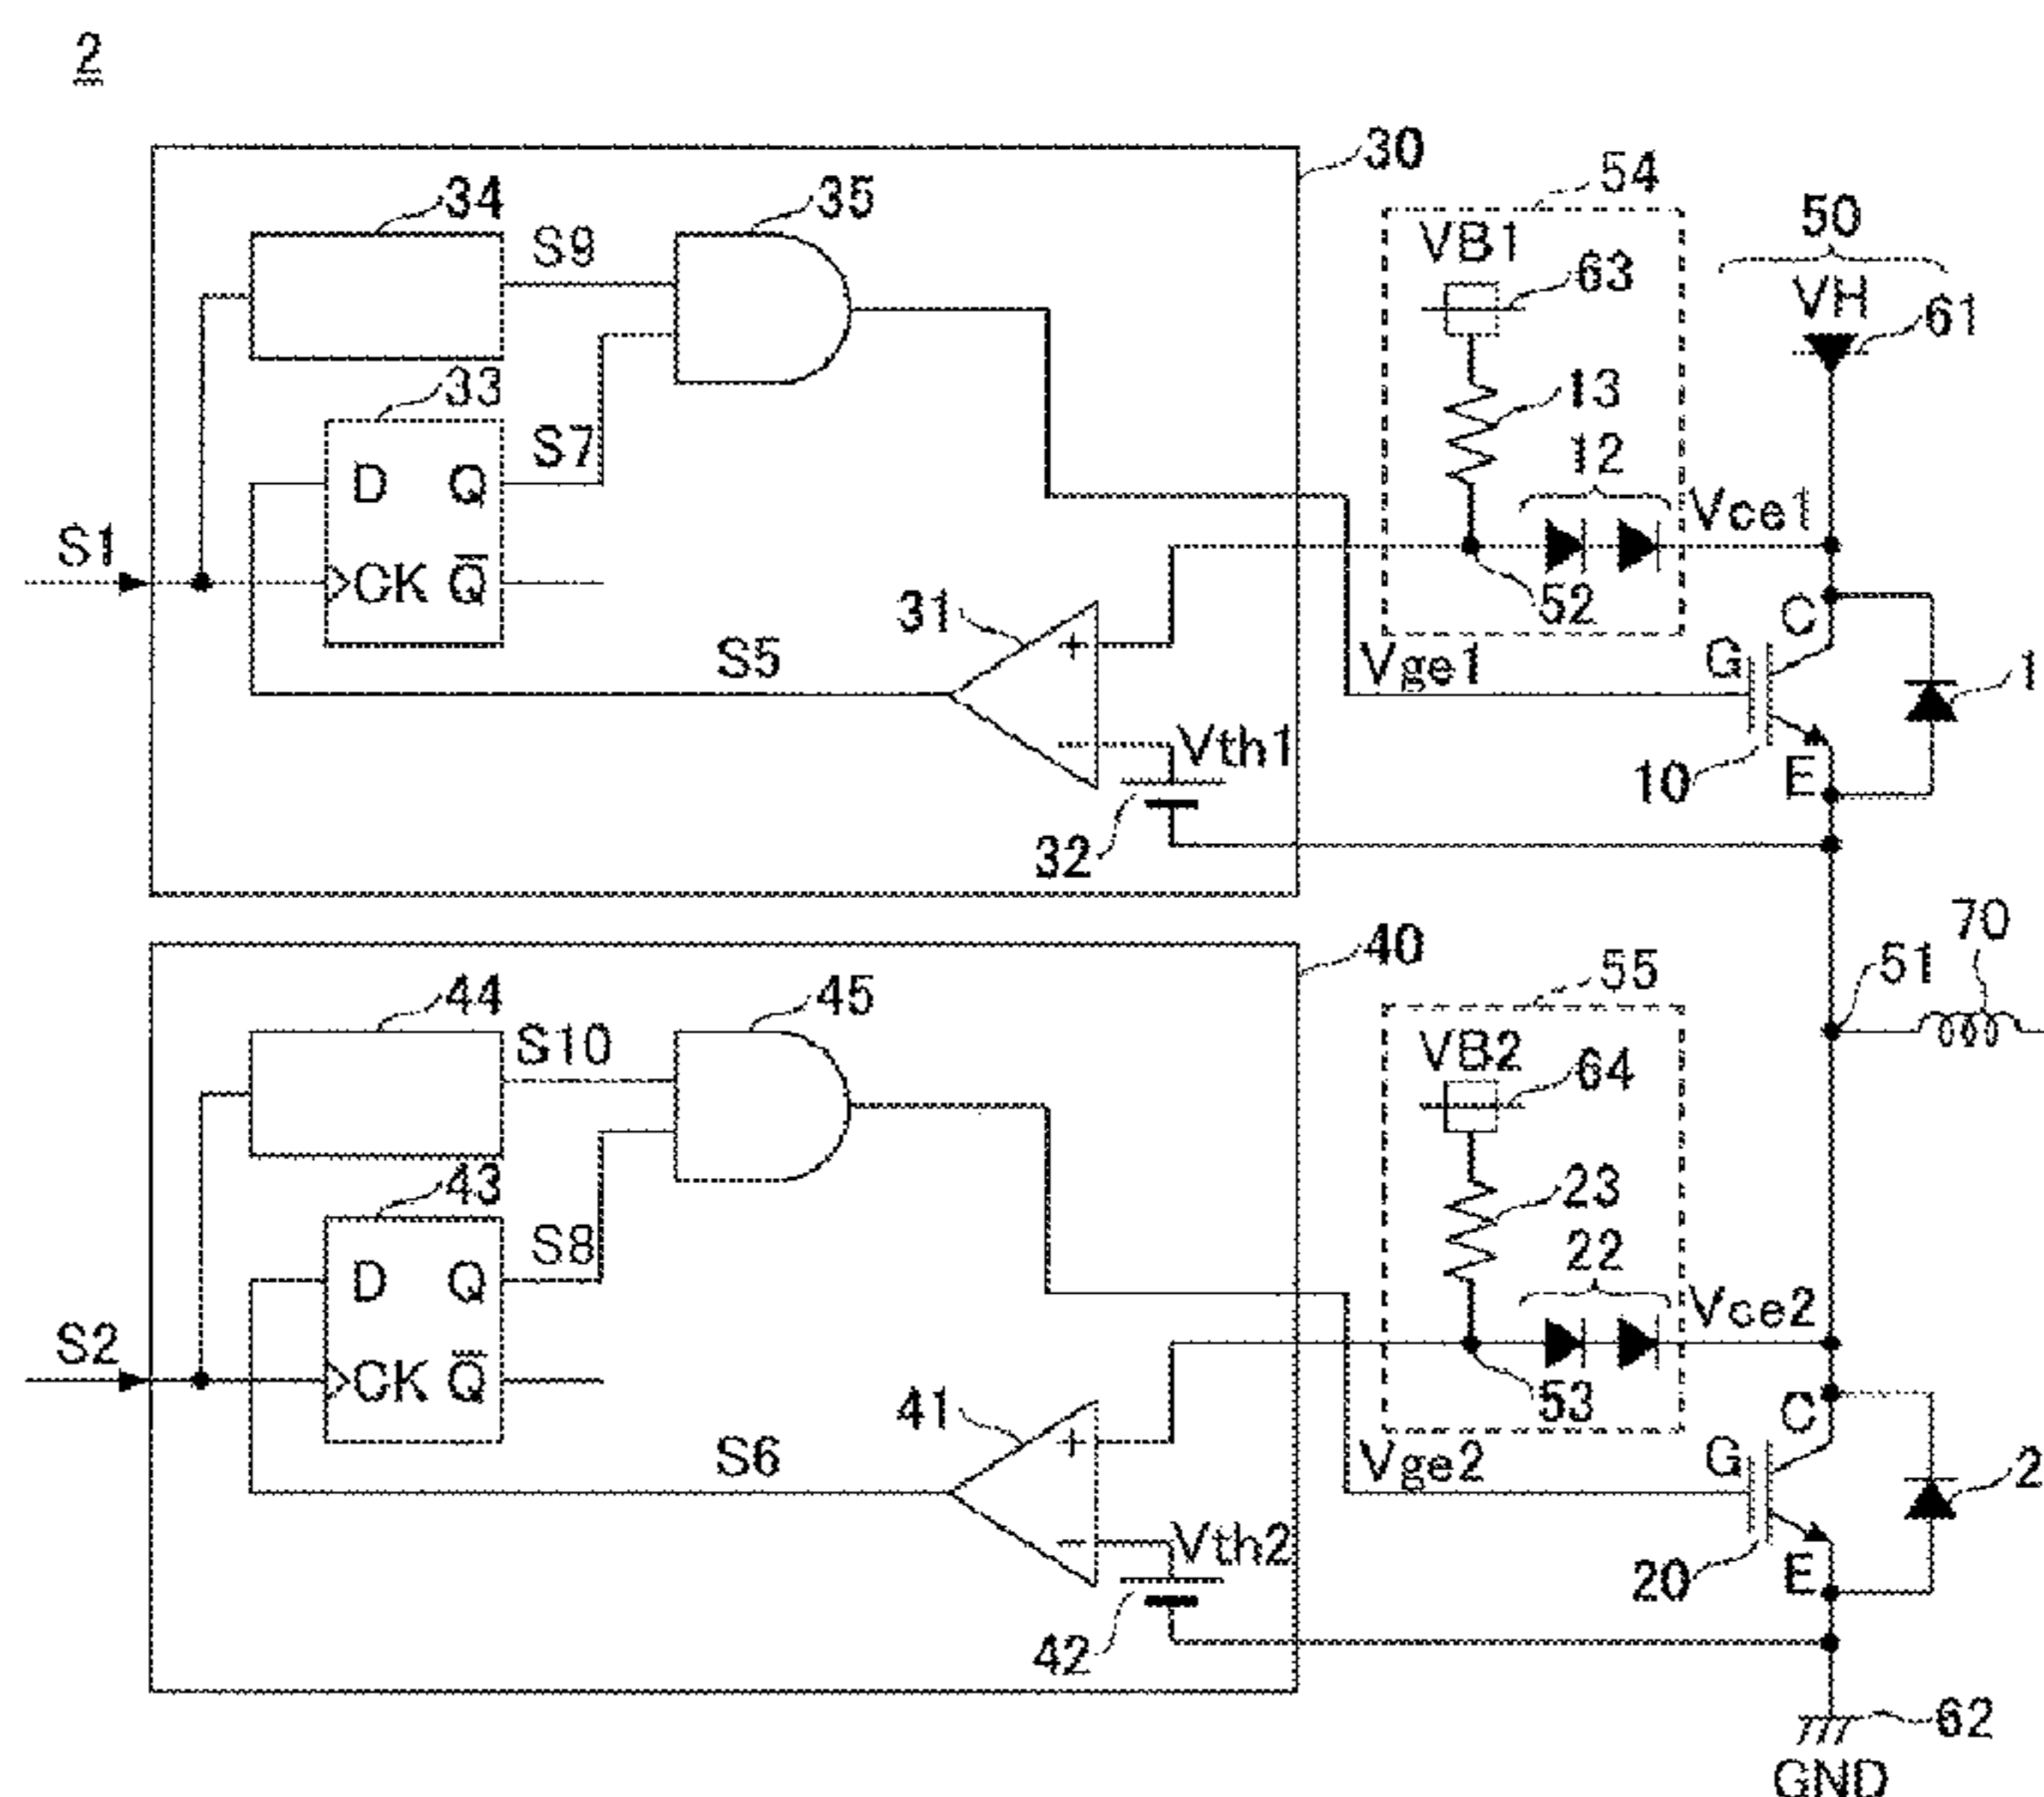 2
30
34
S9
35
54
VB1
63
50
VH
61
33
S7
13
12
Vce1
D Q
S1
CK Q̅
52
31
S5
+
Vge1
C
G
1
−
Vth1
10
E
32
40
44
S10
45
55
VB2
64
51
70
43
S8
23
22
Vce2
D Q
S2
CK Q̅
53
41
S6
+
Vge2
C
G
2
−
Vth2
20
E
42
62
GND